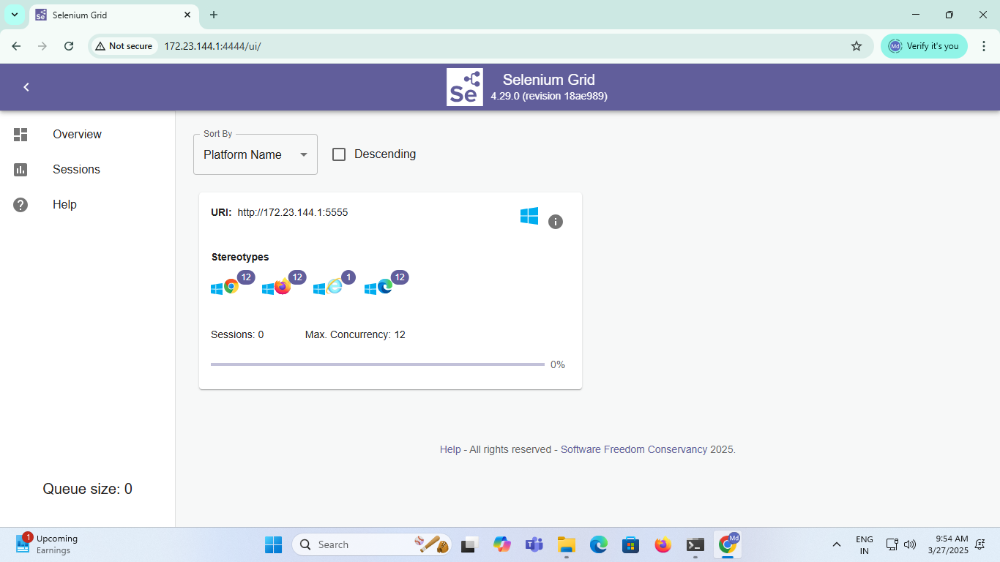 Selenium Grid
Not secure 172.23.144.1:4444/ui/
Md Verify it's you
Se
Selenium Grid
4.29.0 (revision 18ae989)
Overview
Sessions
Help
Queue size: 0
Sort By
Platform Name
Descending
URI: http://172.23.144.1:5555
Stereotypes
12 12 1 12
Sessions: 0 Max. Concurrency: 12
0%
Help - All rights reserved - Software Freedom Conservancy 2025.
1
Upcoming
Earnings
Search
Md
ENG
IN
9:54 AM
3/27/2025